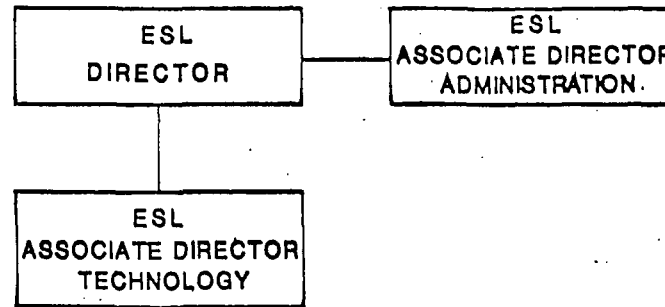 ESL
DIRECTOR
ESL
ASSOCIATE DIRECTOR
ADMINISTRATION
ESL
ASSOCIATE DIRECTOR
TECHNOLOGY